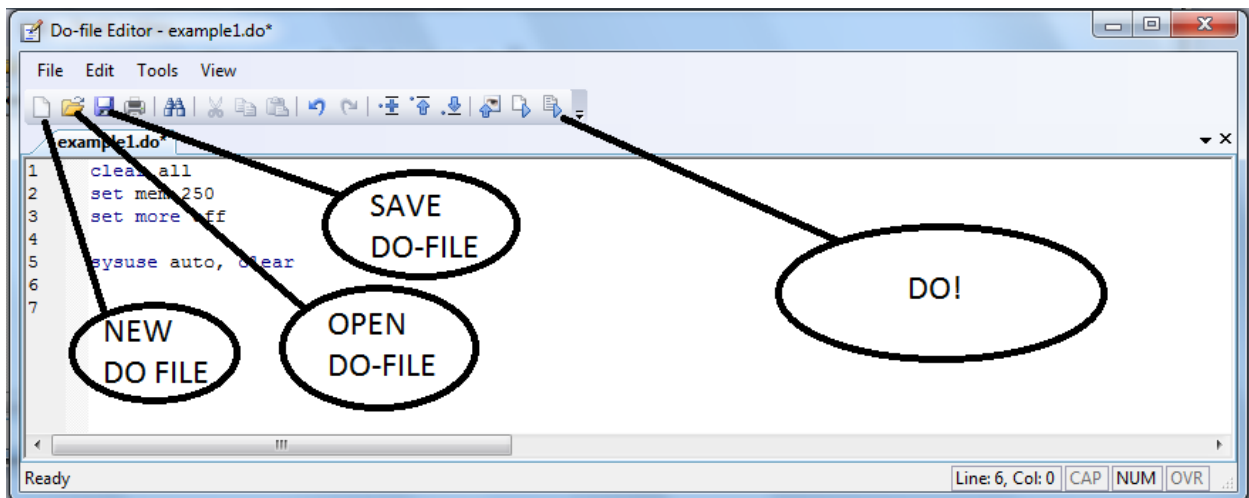 Do-file Editor - example1.do*
File Edit Tools View
example1.do*
1 clear all
2 set mem 250
3 set more off
4
5 sysuse auto, clear
6
7
SAVE
DO-FILE
DO!
NEW
DO FILE
OPEN
DO-FILE
Ready
Line: 6, Col: 0 CAP NUM OVR